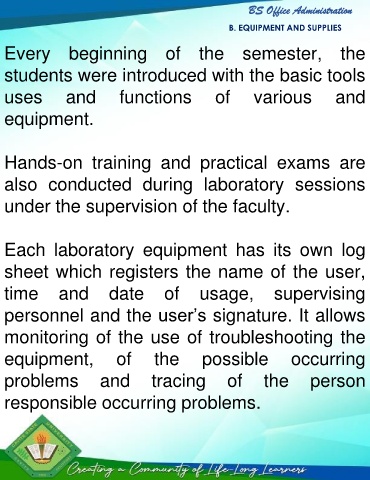 BS Office Administration
B. EQUIPMENT AND SUPPLIES
Every beginning of the semester, the
students were introduced with the basic tools
uses and functions of various and
equipment.
Hands-on training and practical exams are
also conducted during laboratory sessions
under the supervision of the faculty.
Each laboratory equipment has its own log
sheet which registers the name of the user,
time and date of usage, supervising
personnel and the user's signature. It allows
monitoring of the use of troubleshooting the
equipment, of the possible occurring
problems and tracing of the person
responsible occurring problems.
Creating a Community of Life-Long Learners